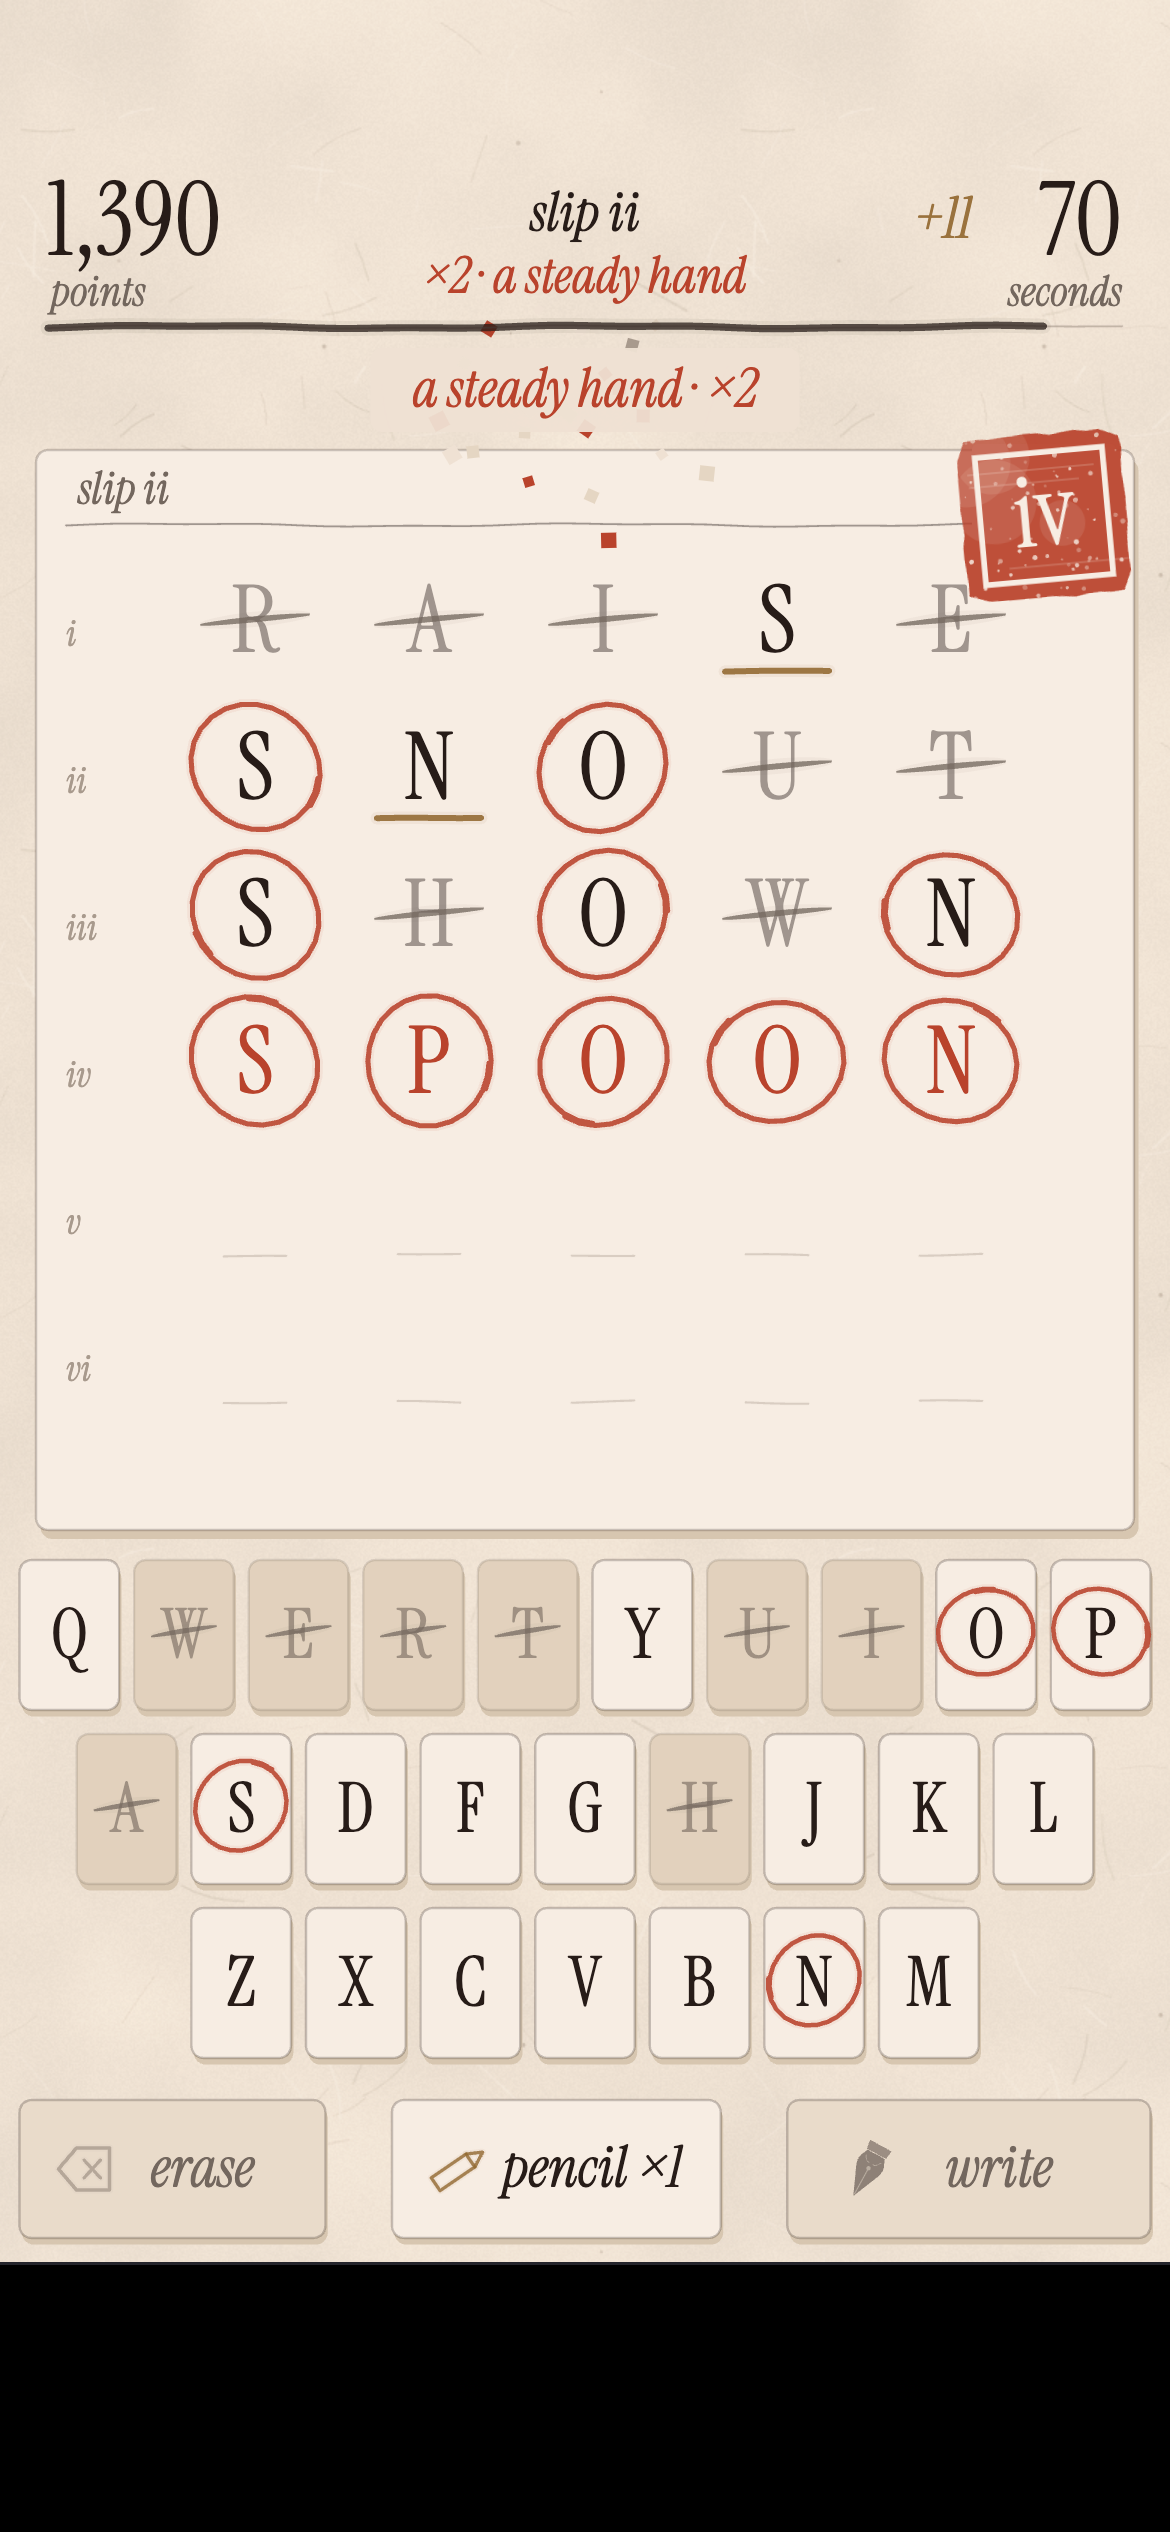 1,390 slip ii +11 70
points ×2· a steady hand seconds
a steady hand· ×2
slip ii iv
i R A I S E
ii S N O U T
iii S H O W N
iv S P O O N
v
vi
Q W E R T Y U I O P
A S D F G H J K L
Z X C V B N M
erase pencil ×1 write